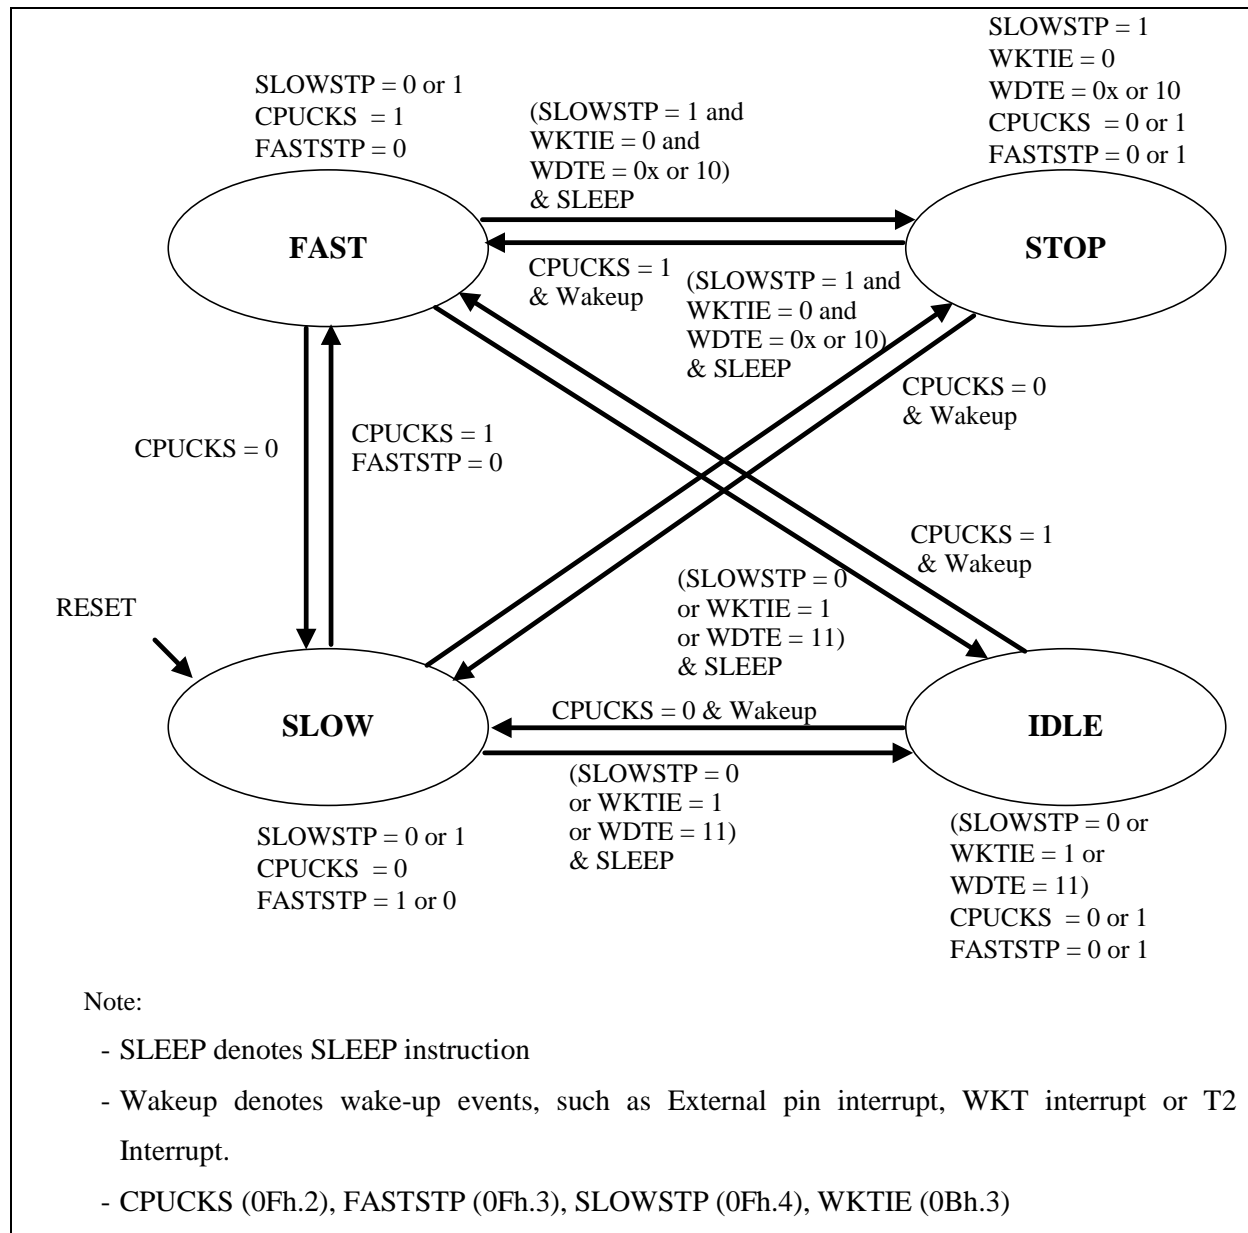 SLOWSTP = 1
WKTIE = 0
WDTE = 0x or 10
CPUCKS = 0 or 1
FASTSTP = 0 or 1
SLOWSTP = 0 or 1
CPUCKS = 1
FASTSTP = 0
(SLOWSTP = 1 and
WKTIE = 0 and
WDTE = 0x or 10)
& SLEEP
FAST
STOP
CPUCKS = 1
& Wakeup
(SLOWSTP = 1 and
WKTIE = 0 and
WDTE = 0x or 10)
& SLEEP
CPUCKS = 0
& Wakeup
CPUCKS = 0
CPUCKS = 1
FASTSTP = 0
CPUCKS = 1
& Wakeup
(SLOWSTP = 0
or WKTIE = 1
or WDTE = 11)
& SLEEP
RESET
SLOW
CPUCKS = 0 & Wakeup
IDLE
(SLOWSTP = 0
or WKTIE = 1
or WDTE = 11)
& SLEEP
SLOWSTP = 0 or 1
CPUCKS = 0
FASTSTP = 1 or 0
(SLOWSTP = 0 or
WKTIE = 1 or
WDTE = 11)
CPUCKS = 0 or 1
FASTSTP = 0 or 1
Note:
- SLEEP denotes SLEEP instruction
- Wakeup denotes wake-up events, such as External pin interrupt, WKT interrupt or T2
Interrupt.
- CPUCKS (0Fh.2), FASTSTP (0Fh.3), SLOWSTP (0Fh.4), WKTIE (0Bh.3)